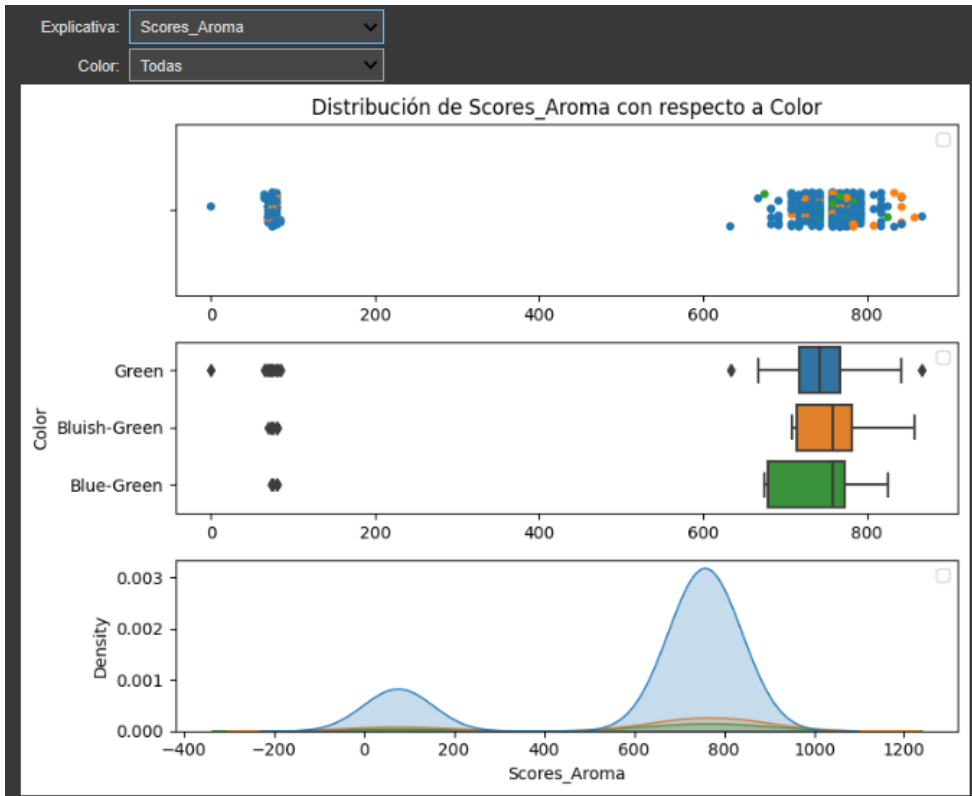 Explicativa: Scores_Aroma
Color: Todas
Distribución de Scores_Aroma con respecto a Color
0 200 400 600 800
Color
Green
Bluish-Green
Blue-Green
0 200 400 600 800
Density
0.003
0.002
0.001
0.000
−400 −200 0 200 400 600 800 1000 1200
Scores_Aroma